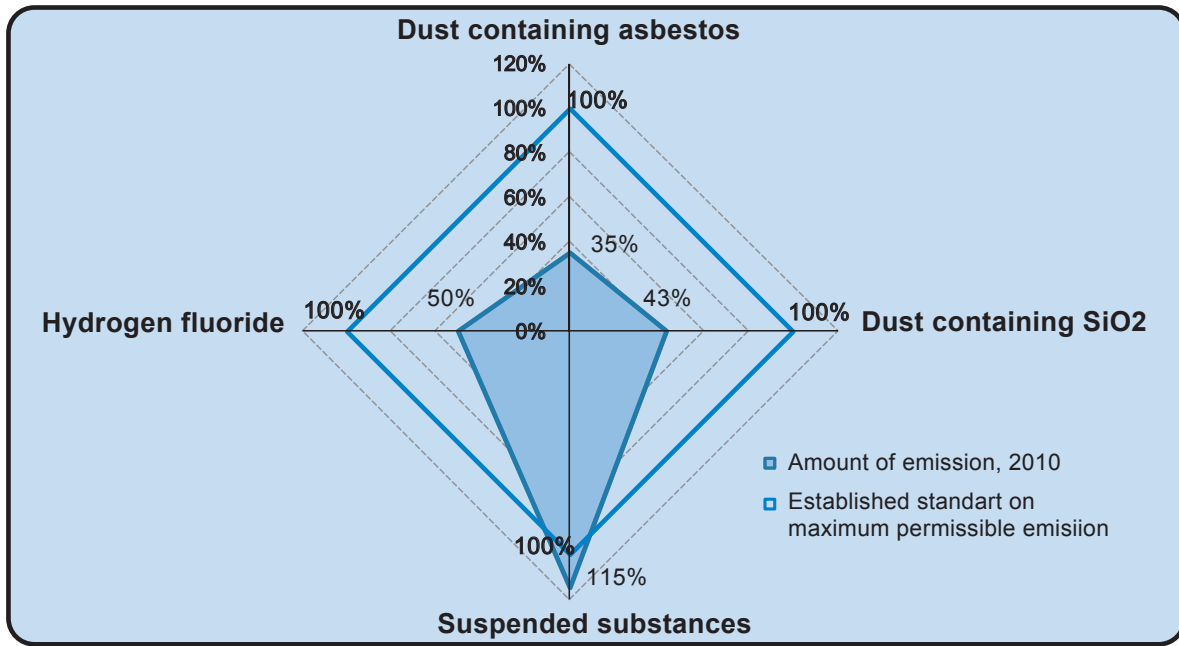 Dust containing asbestos
120%
100%
100%
80%
60%
40%
35%
20%
50%
43%
100%
100%
0%
Hydrogen fluoride
Dust containing SiO2
Amount of emission, 2010
Established standart on
maximum permissible emisiion
100%
115%
Suspended substances